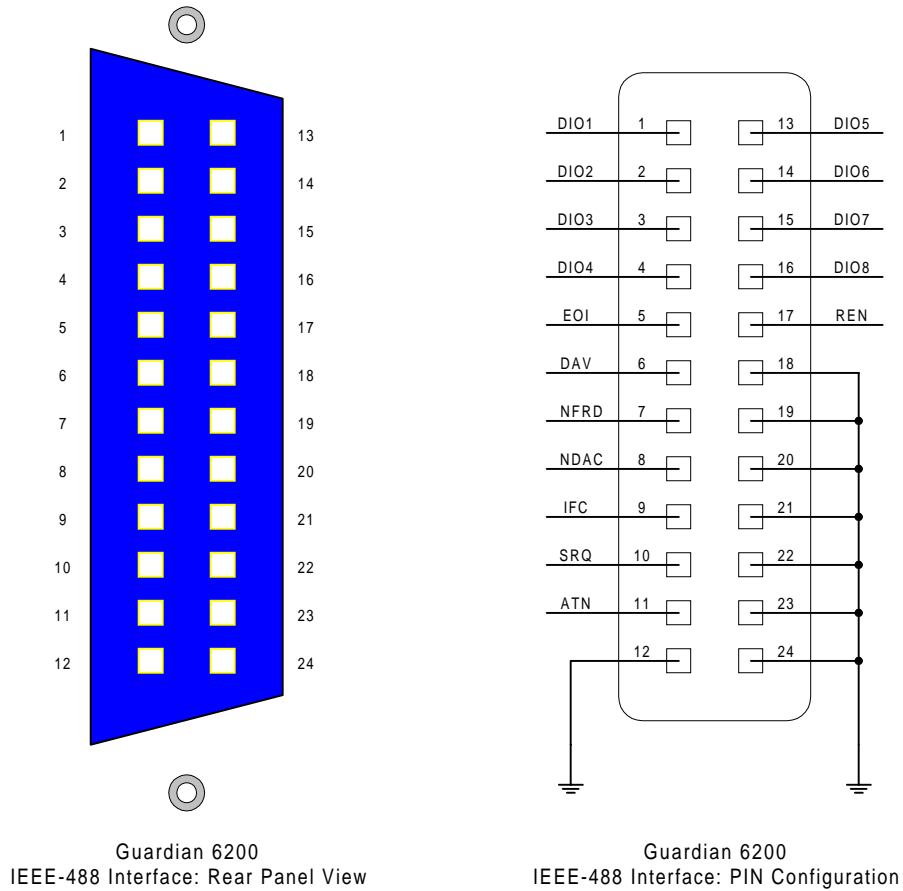 1 13
2 14
3 15
4 16
5 17
6 18
7 19
8 20
9 21
10 22
11 23
12 24
Guardian 6200
IEEE-488 Interface: Rear Panel View
DIO1 1 13 DIO5
DIO2 2 14 DIO6
DIO3 3 15 DIO7
DIO4 4 16 DIO8
EOI 5 17 REN
DAV 6 18
NFRD 7 19
NDAC 8 20
IFC 9 21
SRQ 10 22
ATN 11 23
12 24
Guardian 6200
IEEE-488 Interface: PIN Configuration